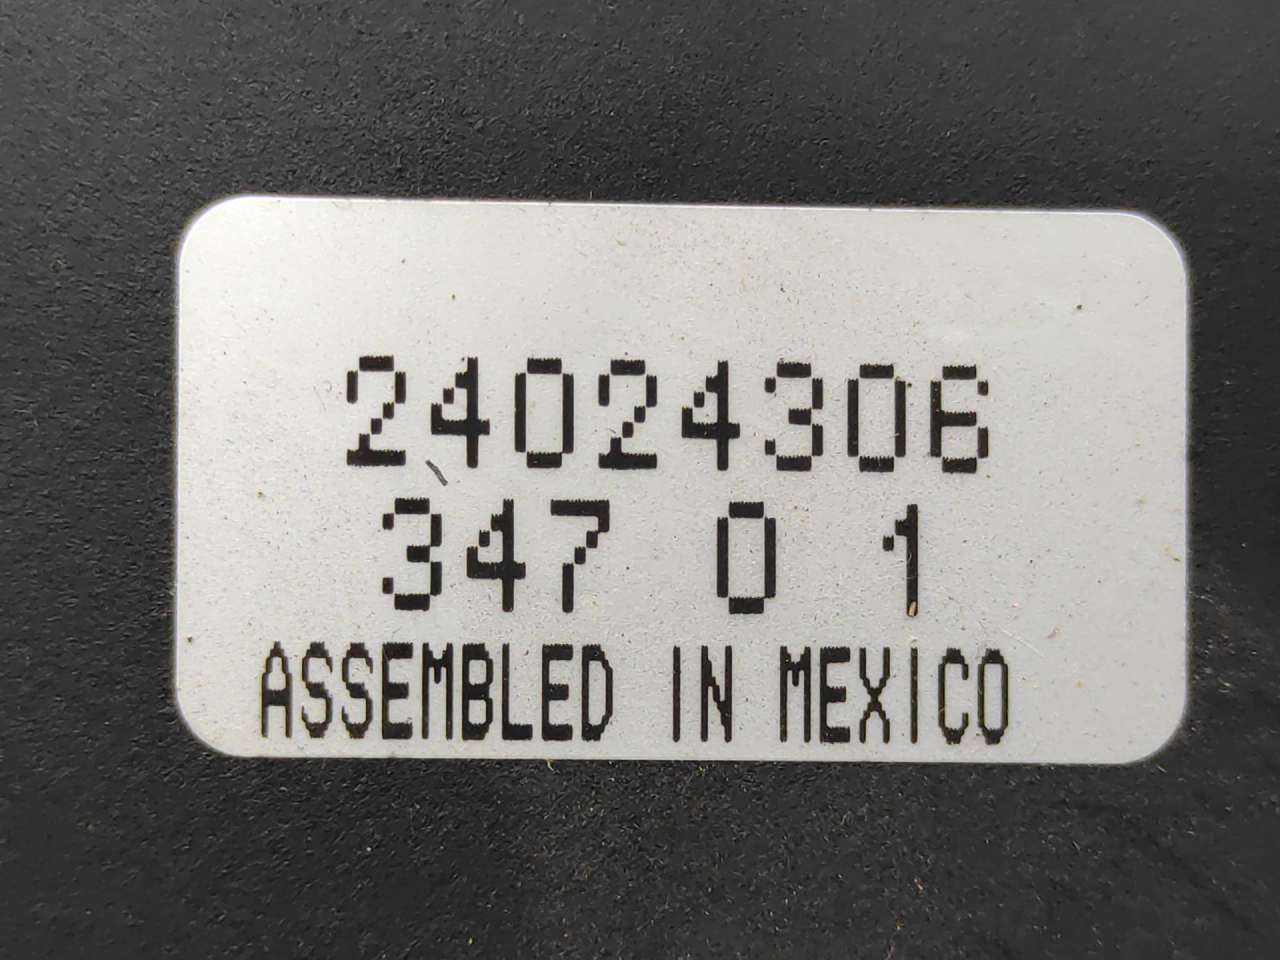 24024306
347 0 1
ASSEMBLED IN MEXICO